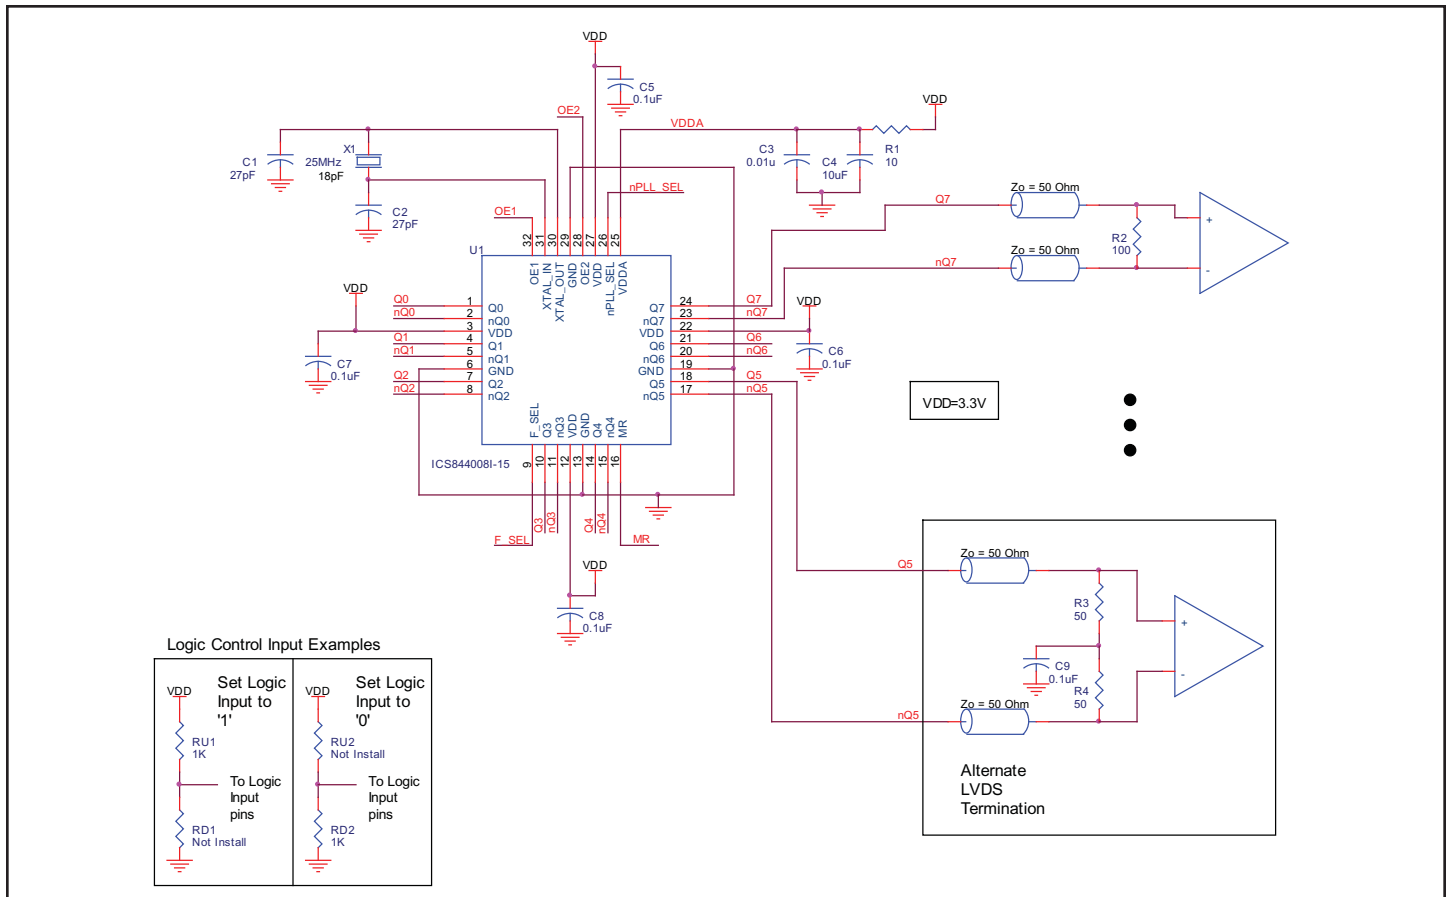 VDD
C5
0.1uF
OE2
VDD
VDDA
C1
27pF
X1
25MHz
18pF
C2
27pF
C3
0.01u
C4
10uF
R1
10
nPLL_SEL
OE1
Q7
Zo = 50 Ohm
R2
100
+
-
nQ7
Zo = 50 Ohm
U1
32
31
30
29
28
27
26
25
OE1
XTAL_IN
XTAL_OUT
GND
OE2
VDD
nPLL_SEL
VDDA
VDD
Q0
nQ0
Q1
nQ1
Q2
nQ2
C7
0.1uF
1
2
3
4
5
6
7
8
Q0
nQ0
VDD
Q1
nQ1
GND
Q2
nQ2
Q7
nQ7
VDD
Q6
nQ6
GND
Q5
nQ5
24
23
22
21
20
19
18
17
Q7
nQ7
Q6
nQ6
Q5
nQ5
VDD
C6
0.1uF
VDD=3.3V
F_SEL
Q3
nQ3
VDD
GND
Q4
nQ4
MR
ICS844008I-15
9
10
11
12
13
14
15
16
F_SEL
Q3
nQ3
Q4
nQ4
MR
VDD
C8
0.1uF
Q5
Zo = 50 Ohm
R3
50
C9
0.1uF
R4
50
+
-
nQ5
Zo = 50 Ohm
Alternate
LVDS
Termination
Logic Control Input Examples
VDD
Set Logic
Input to
'1'
RU1
1K
To Logic
Input
pins
RD1
Not Install
VDD
Set Logic
Input to
'0'
RU2
Not Install
To Logic
Input
pins
RD2
1K